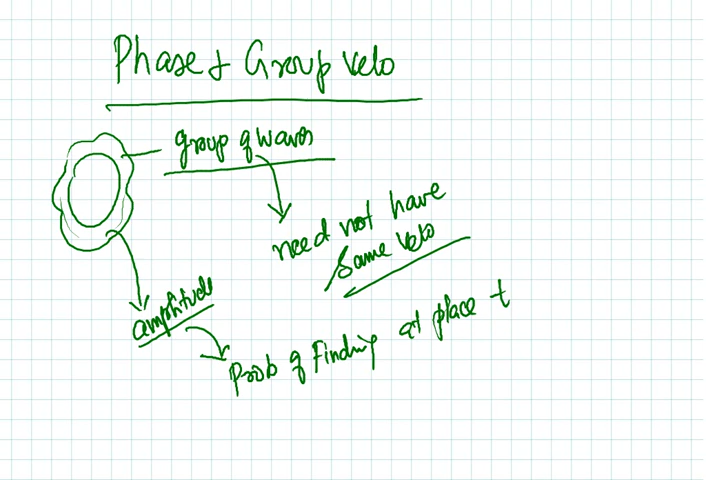 Phase & Group Velo
group of waves
need not have
same velo
amplitude
Prob of Finding at place t